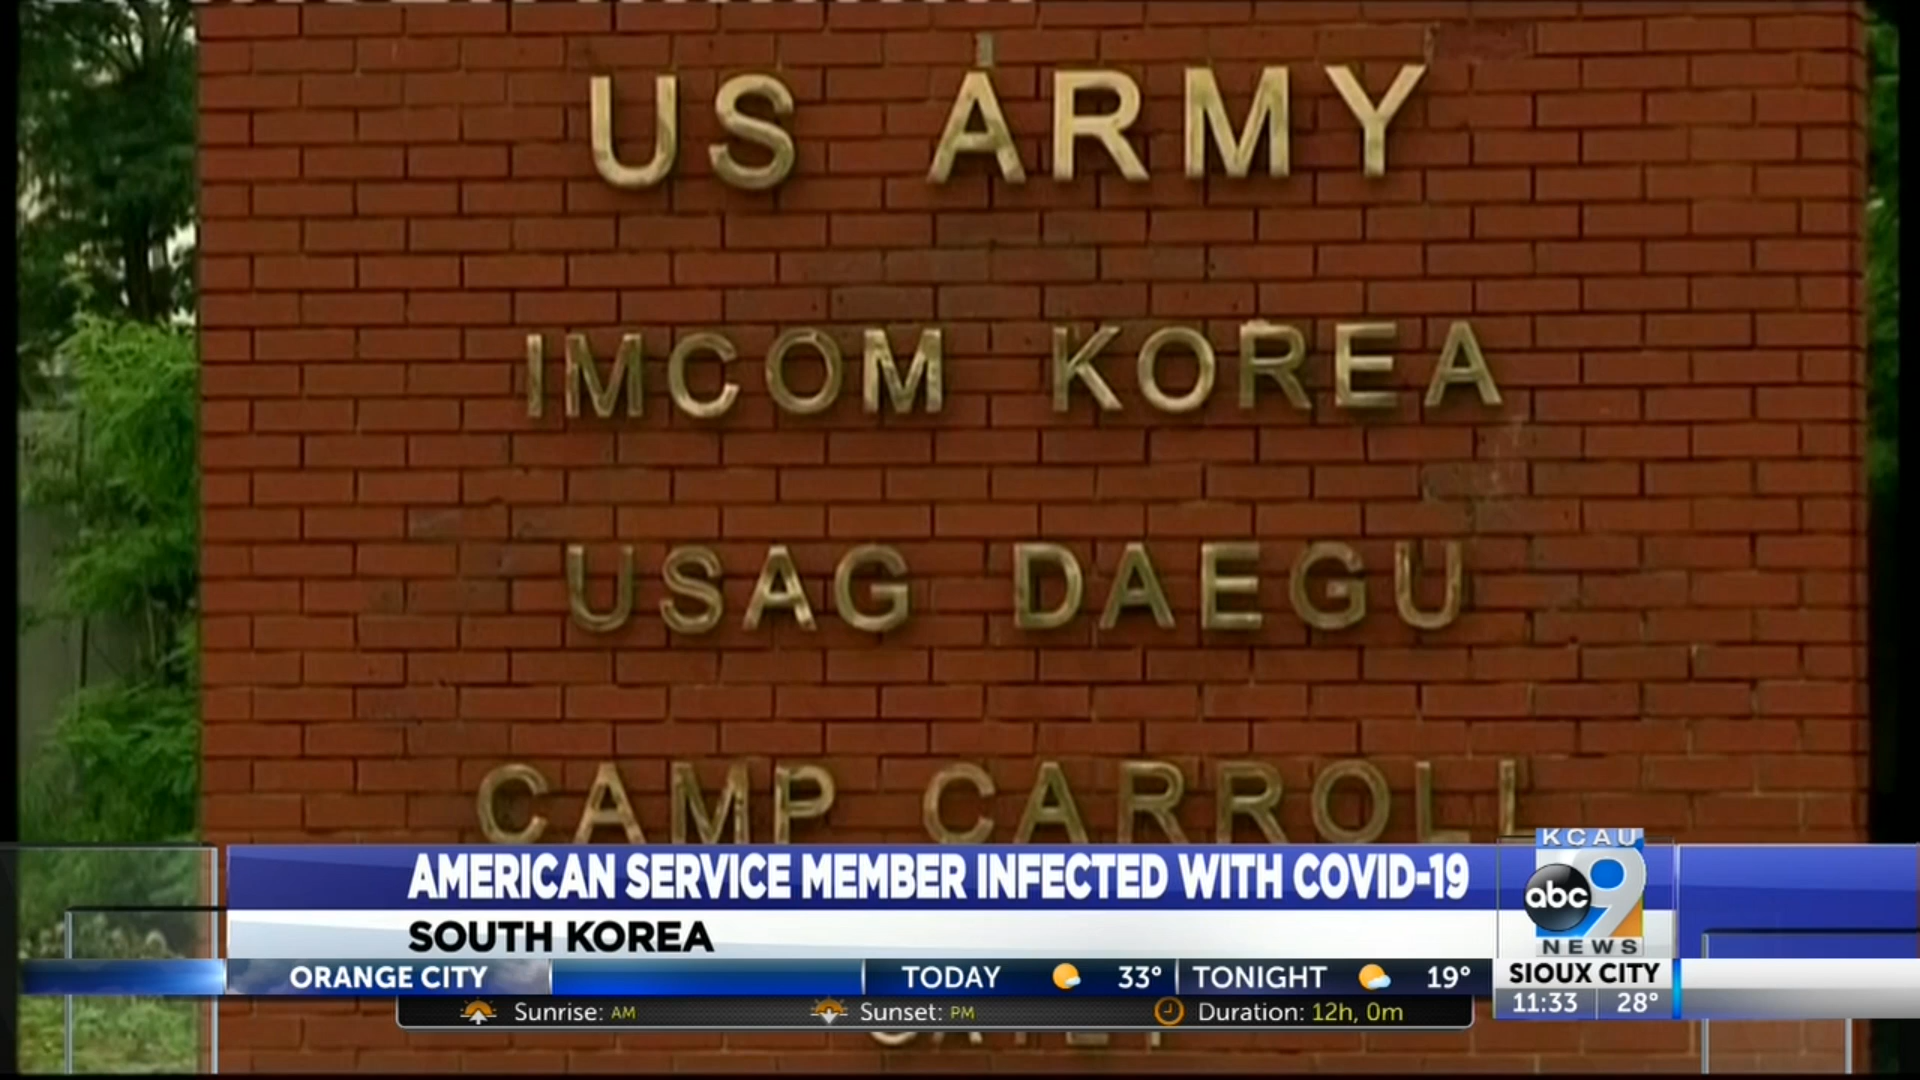 US ARMY
IMCOM KOREA
USAG DAEGU
CAMP CARROLL
AMERICAN SERVICE MEMBER INFECTED WITH COVID-19
SOUTH KOREA
KCAU
abc 9
NEWS
ORANGE CITY TODAY 33° TONIGHT 19°
SIOUX CITY
11:33 28°
Sunrise: AM Sunset: PM Duration: 12h, 0m